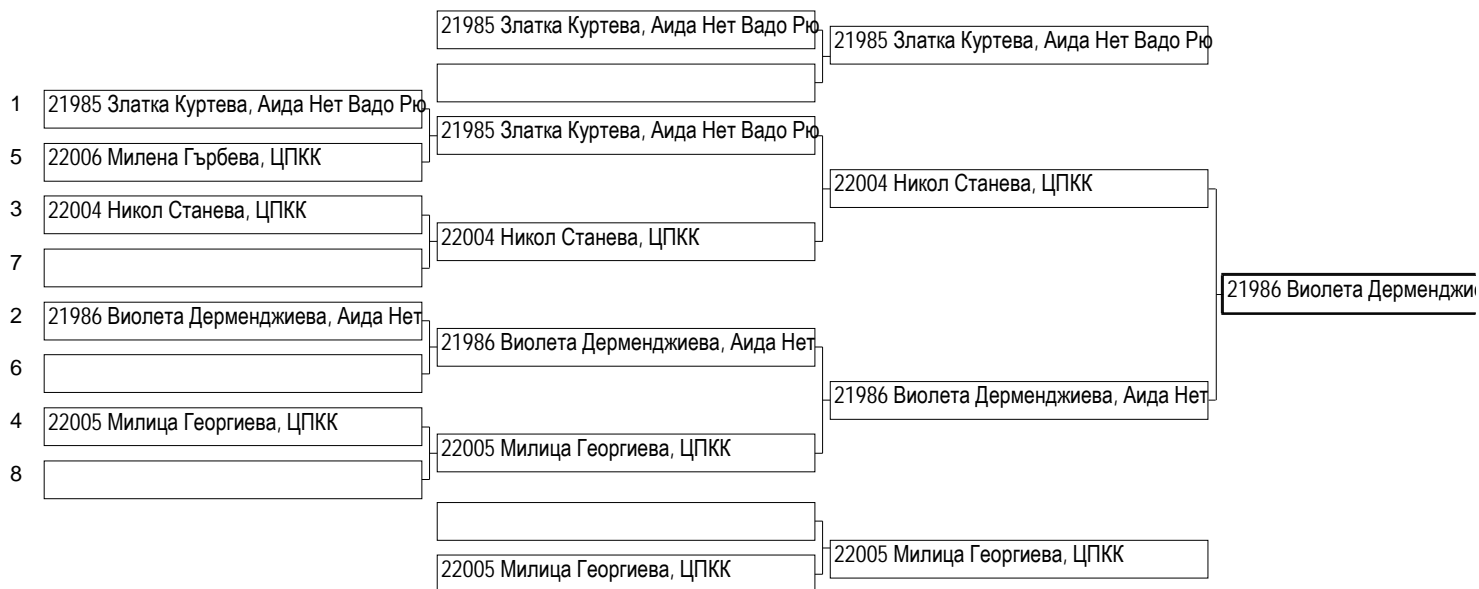 21985 Златка Куртева, Аида Нет Вадо Рю
21985 Златка Куртева, Аида Нет Вадо Рю
1 21985 Златка Куртева, Аида Нет Вадо Рю
21985 Златка Куртева, Аида Нет Вадо Рю
5 22006 Милена Гърбева, ЦПКК
22004 Никол Станева, ЦПКК
3 22004 Никол Станева, ЦПКК
22004 Никол Станева, ЦПКК
7
21986 Виолета Дерменджи
2 21986 Виолета Дерменджиева, Аида Нет
21986 Виолета Дерменджиева, Аида Нет
6
21986 Виолета Дерменджиева, Аида Нет
4 22005 Милица Георгиева, ЦПКК
22005 Милица Георгиева, ЦПКК
8
22005 Милица Георгиева, ЦПКК
22005 Милица Георгиева, ЦПКК